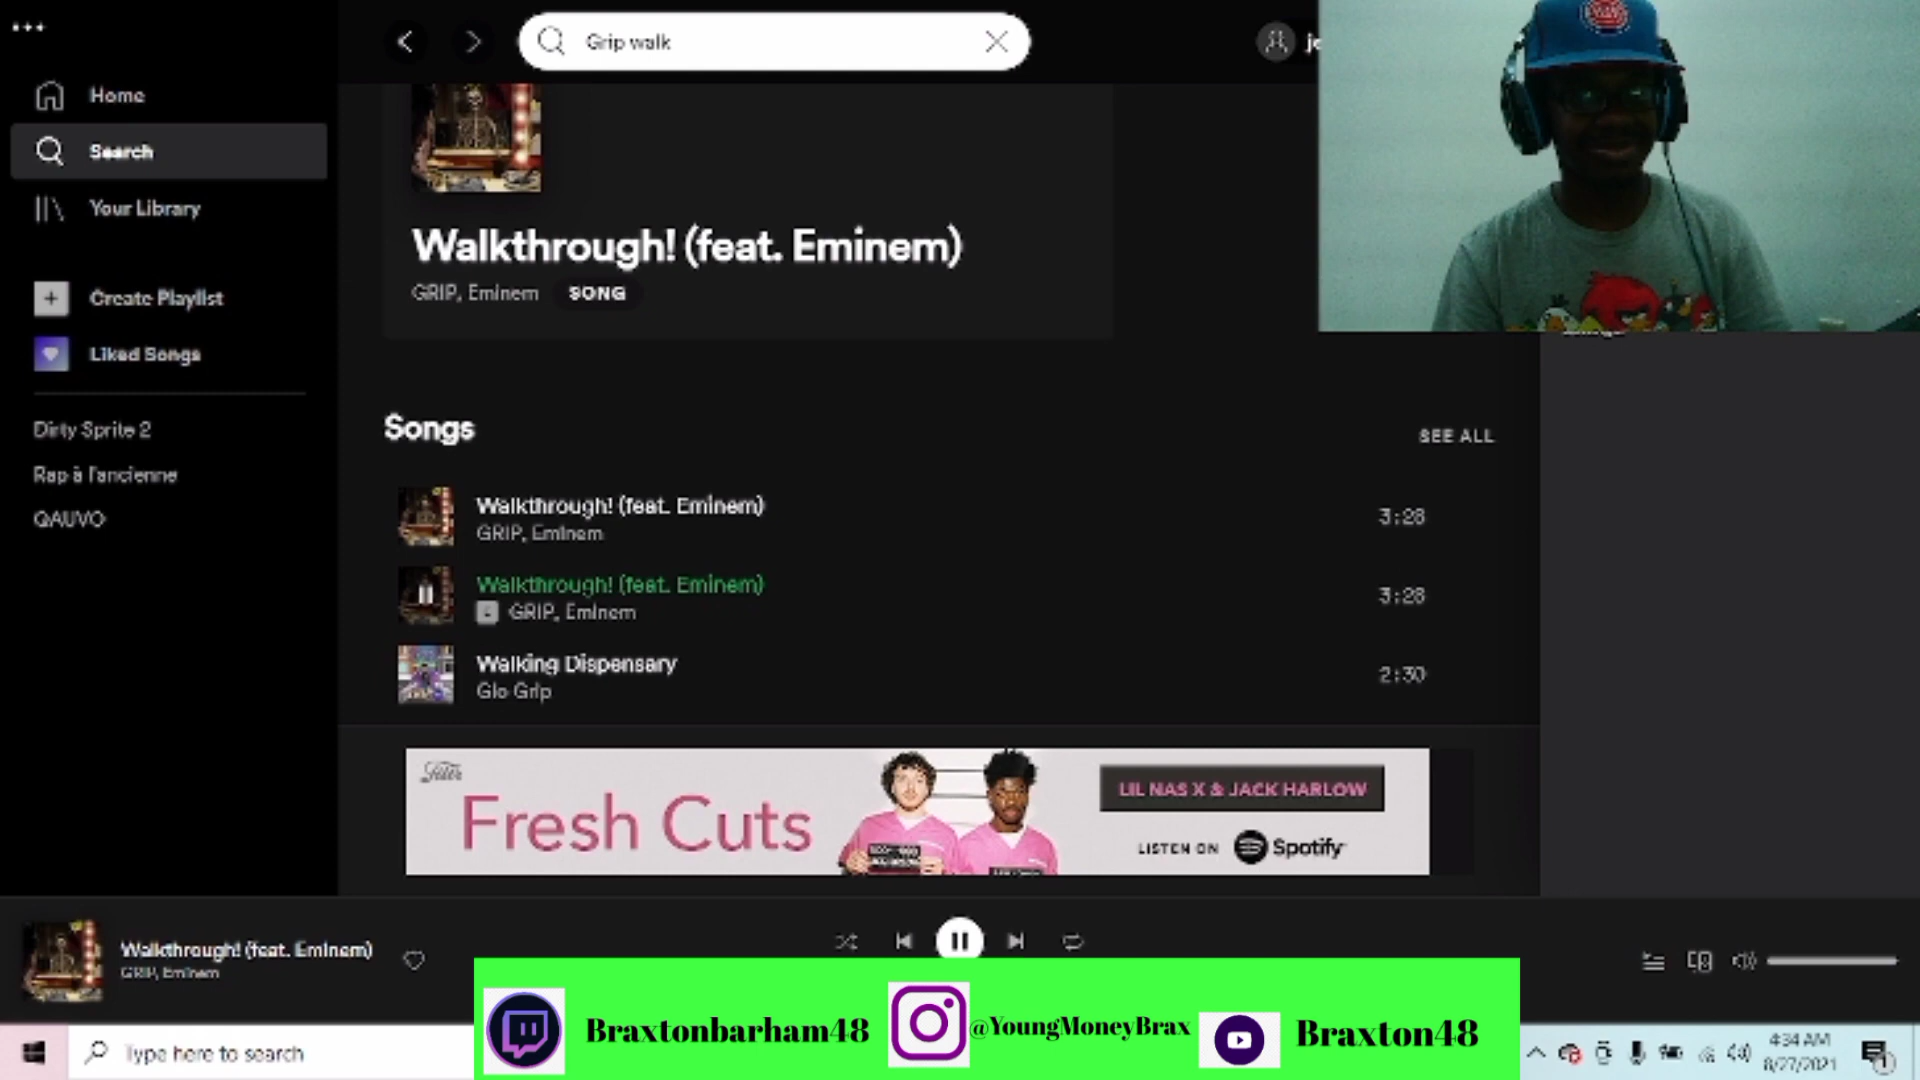 Grip walk
je
Home
Search
Your Library
Create Playlist
Liked Songs
Dirty Sprite 2
Rap à l'ancienne
QAUVO
Walkthrough! (feat. Eminem)
GRIP, Eminem SONG
Songs
SEE ALL
Walkthrough! (feat. Eminem)
GRIP, Eminem
3:28
Walkthrough! (feat. Eminem)
E GRIP, Eminem
3:28
Walking Dispensary
Glo Grip
2:30
Fresh Cuts
LIL NAS X & JACK HARLOW
LISTEN ON Spotify
Walkthrough! (feat. Eminem)
GRIP, Eminem
Braxtonbarham48
@YoungMoneyBrax
Braxton48
Type here to search
4:34 AM
8/27/2021
1